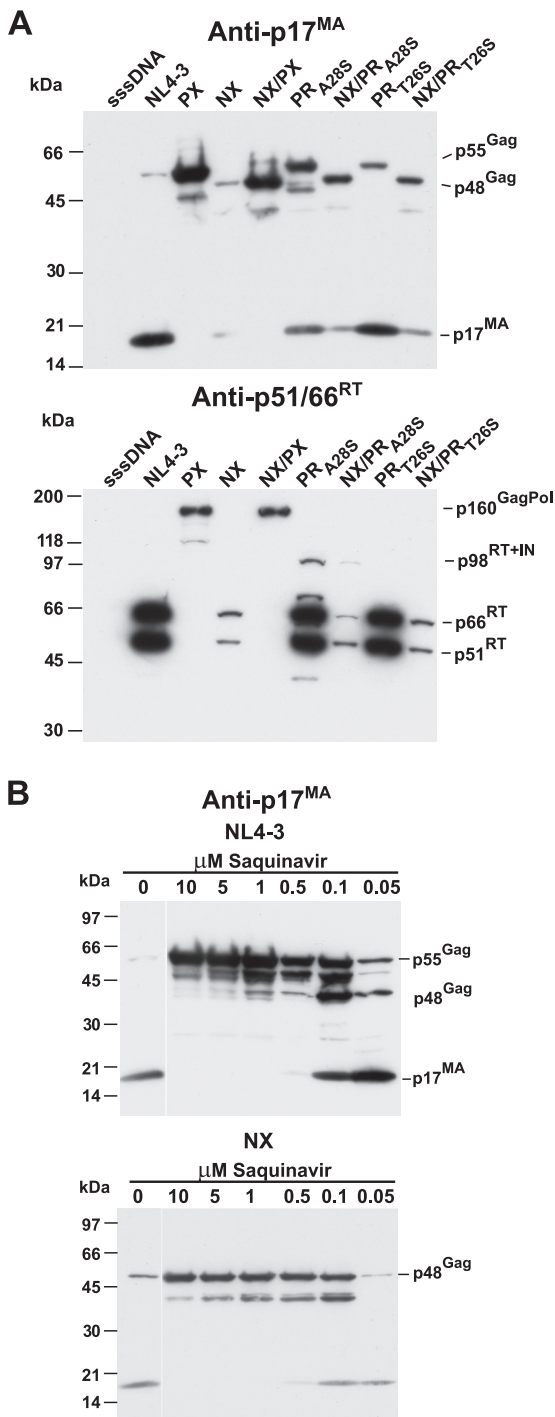 A
Anti-p17MA
kDa
sssDNA NL4-3 PX NX NX/PX PRA28S NX/PRA28S PRT26S NX/PRT26S
66
45
30
21
14
p55Gag
p48Gag
p17MA
Anti-p51/66RT
kDa
sssDNA NL4-3 PX NX NX/PX PRA28S NX/PRA28S PRT26S NX/PRT26S
200
118
97
66
45
30
p160GagPol
p98RT+IN
p66RT
p51RT
B
Anti-p17MA
NL4-3
µM Saquinavir
kDa 0 10 5 1 0.5 0.1 0.05
97
66
45
30
21
14
p55Gag
p48Gag
p17MA
NX
µM Saquinavir
kDa 0 10 5 1 0.5 0.1 0.05
97
66
45
30
21
14
p48Gag